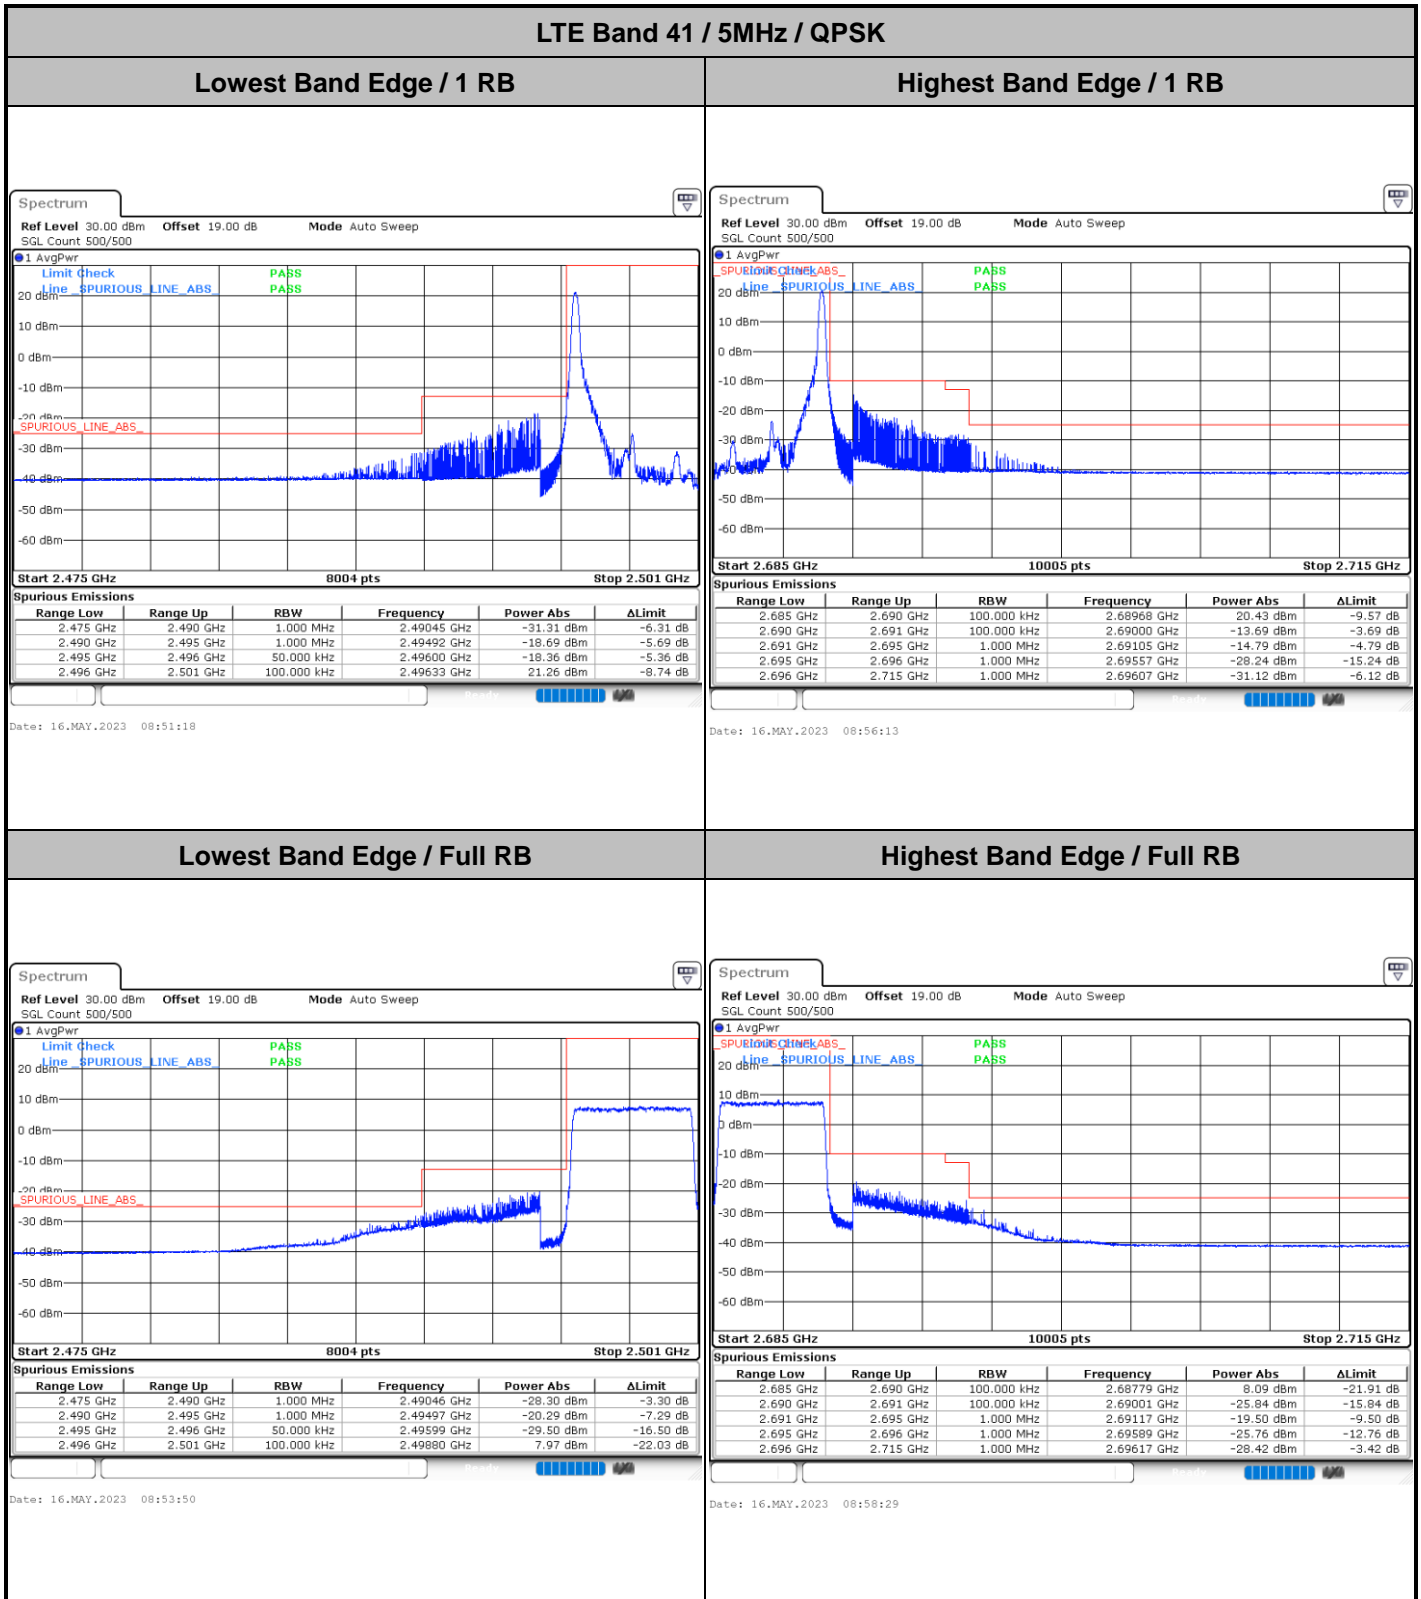 LTE Band 41 / 5MHz / QPSK
Lowest Band Edge / 1 RB
Highest Band Edge / 1 RB
Spectrum
Ref Level 30.00 dBm Offset 19.00 dB Mode Auto Sweep
SGL Count 500/500
1 AvgPwr
Limit Check PASS
Line _SPURIOUS_LINE_ABS_ PASS
20 dBm
10 dBm
0 dBm
-10 dBm
-20 dBm
_SPURIOUS_LINE_ABS_
-30 dBm
-40 dBm
-50 dBm
-60 dBm
Start 2.475 GHz 8004 pts Stop 2.501 GHz
Spurious Emissions
Range Low Range Up RBW Frequency Power Abs ΔLimit
2.475 GHz 2.490 GHz 1.000 MHz 2.49045 GHz -31.31 dBm -6.31 dB
2.490 GHz 2.495 GHz 1.000 MHz 2.49492 GHz -18.69 dBm -5.69 dB
2.495 GHz 2.496 GHz 50.000 kHz 2.49600 GHz -18.36 dBm -5.36 dB
2.496 GHz 2.501 GHz 100.000 kHz 2.49633 GHz 21.26 dBm -8.74 dB
Ready
Date: 16.MAY.2023 08:51:18
Spectrum
Ref Level 30.00 dBm Offset 19.00 dB Mode Auto Sweep
SGL Count 500/500
1 AvgPwr
_SPURIOUS_LINE_ABS_
Limit Check PASS
Line _SPURIOUS_LINE_ABS_ PASS
20 dBm
10 dBm
0 dBm
-10 dBm
-20 dBm
-30 dBm
-40 dBm
-50 dBm
-60 dBm
Start 2.685 GHz 10005 pts Stop 2.715 GHz
Spurious Emissions
Range Low Range Up RBW Frequency Power Abs ΔLimit
2.685 GHz 2.690 GHz 100.000 kHz 2.68968 GHz 20.43 dBm -9.57 dB
2.690 GHz 2.691 GHz 100.000 kHz 2.69000 GHz -13.69 dBm -3.69 dB
2.691 GHz 2.695 GHz 1.000 MHz 2.69105 GHz -14.79 dBm -4.79 dB
2.695 GHz 2.696 GHz 1.000 MHz 2.69557 GHz -28.24 dBm -15.24 dB
2.696 GHz 2.715 GHz 1.000 MHz 2.69607 GHz -31.12 dBm -6.12 dB
Ready
Date: 16.MAY.2023 08:56:13
Lowest Band Edge / Full RB
Highest Band Edge / Full RB
Spectrum
Ref Level 30.00 dBm Offset 19.00 dB Mode Auto Sweep
SGL Count 500/500
1 AvgPwr
Limit Check PASS
Line _SPURIOUS_LINE_ABS_ PASS
20 dBm
10 dBm
0 dBm
-10 dBm
-20 dBm
_SPURIOUS_LINE_ABS_
-30 dBm
-40 dBm
-50 dBm
-60 dBm
Start 2.475 GHz 8004 pts Stop 2.501 GHz
Spurious Emissions
Range Low Range Up RBW Frequency Power Abs ΔLimit
2.475 GHz 2.490 GHz 1.000 MHz 2.49046 GHz -28.30 dBm -3.30 dB
2.490 GHz 2.495 GHz 1.000 MHz 2.49497 GHz -20.29 dBm -7.29 dB
2.495 GHz 2.496 GHz 50.000 kHz 2.49599 GHz -29.50 dBm -16.50 dB
2.496 GHz 2.501 GHz 100.000 kHz 2.49880 GHz 7.97 dBm -22.03 dB
Ready
Date: 16.MAY.2023 08:53:50
Spectrum
Ref Level 30.00 dBm Offset 19.00 dB Mode Auto Sweep
SGL Count 500/500
1 AvgPwr
_SPURIOUS_LINE_ABS_
Limit Check PASS
Line _SPURIOUS_LINE_ABS_ PASS
20 dBm
10 dBm
0 dBm
-10 dBm
-20 dBm
-30 dBm
-40 dBm
-50 dBm
-60 dBm
Start 2.685 GHz 10005 pts Stop 2.715 GHz
Spurious Emissions
Range Low Range Up RBW Frequency Power Abs ΔLimit
2.685 GHz 2.690 GHz 100.000 kHz 2.68779 GHz 8.09 dBm -21.91 dB
2.690 GHz 2.691 GHz 100.000 kHz 2.69001 GHz -25.84 dBm -15.84 dB
2.691 GHz 2.695 GHz 1.000 MHz 2.69117 GHz -19.50 dBm -9.50 dB
2.695 GHz 2.696 GHz 1.000 MHz 2.69589 GHz -25.76 dBm -12.76 dB
2.696 GHz 2.715 GHz 1.000 MHz 2.69617 GHz -28.42 dBm -3.42 dB
Ready
Date: 16.MAY.2023 08:58:29